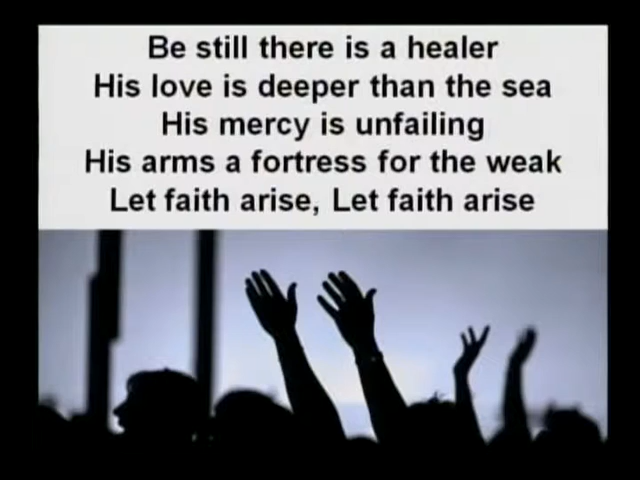 Be still there is a healer
His love is deeper than the sea
His mercy is unfailing
His arms a fortress for the weak
Let faith arise, Let faith arise